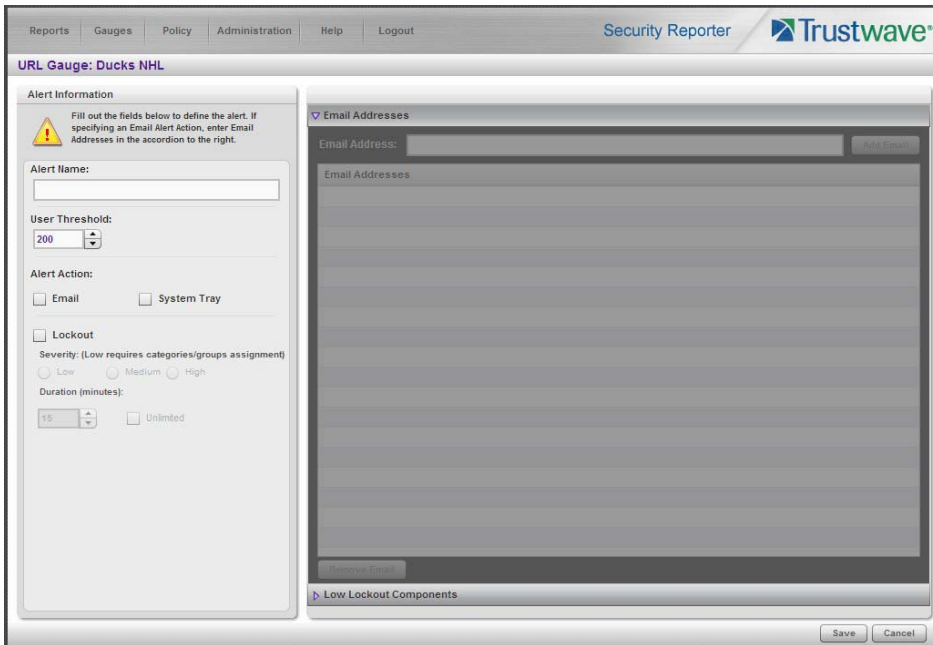 Reports Gauges Policy Administration Help Logout Security Reporter Trustwave®
URL Gauge: Ducks NHL
Alert Information
Fill out the fields below to define the alert. If
specifying an Email Alert Action, enter Email
Addresses in the accordion to the right.
Alert Name:
User Threshold:
200
Alert Action:
Email System Tray
Lockout
Severity: (Low requires categories/groups assignment)
Low Medium High
Duration (minutes):
15 Unlimted
Email Addresses
Email Address: Add Email
Email Addresses
Remove Email
Low Lockout Components
Save Cancel